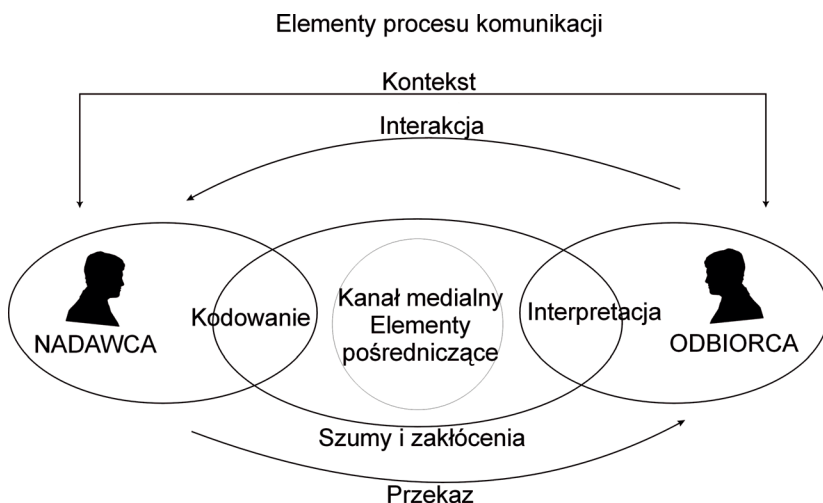 Elementy procesu komunikacji
Kontekst
Interakcja
NADAWCA
Kodowanie
Kanał medialny
Elementy
pośredniczące
Interpretacja
ODBIORCA
Szumy i zakłócenia
Przekaz